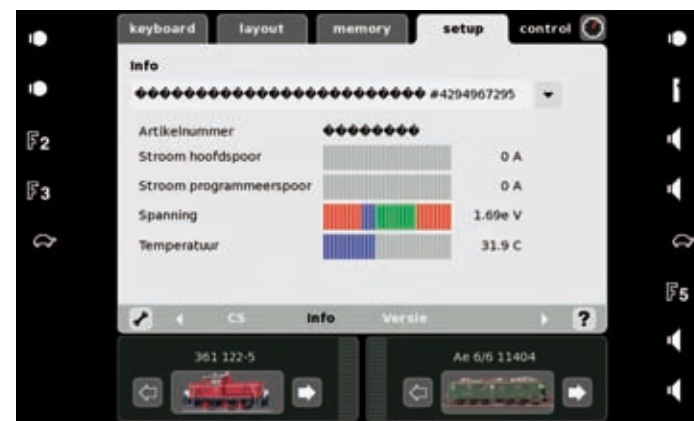 keyboard layout memory setup control
Info
�������������������������� #4294967295
Artikelnummer ���������
Stroom hoofdspoor 0 A
Stroom programmeerspoor 0 A
Spanning 1.69e V
Temperatuur 31.9 C
F2
F3
F5
CS Info Versie ?
361 122-5 Ae 6/6 11404